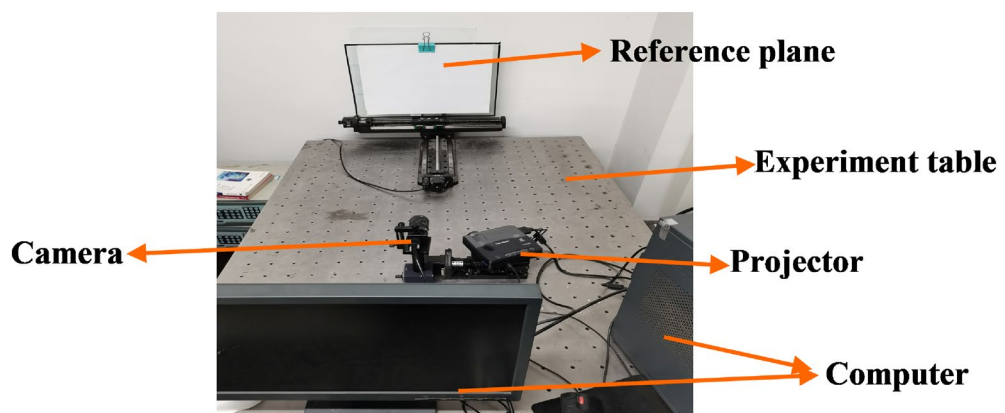 Reference plane
Experiment table
Camera
Projector
Computer